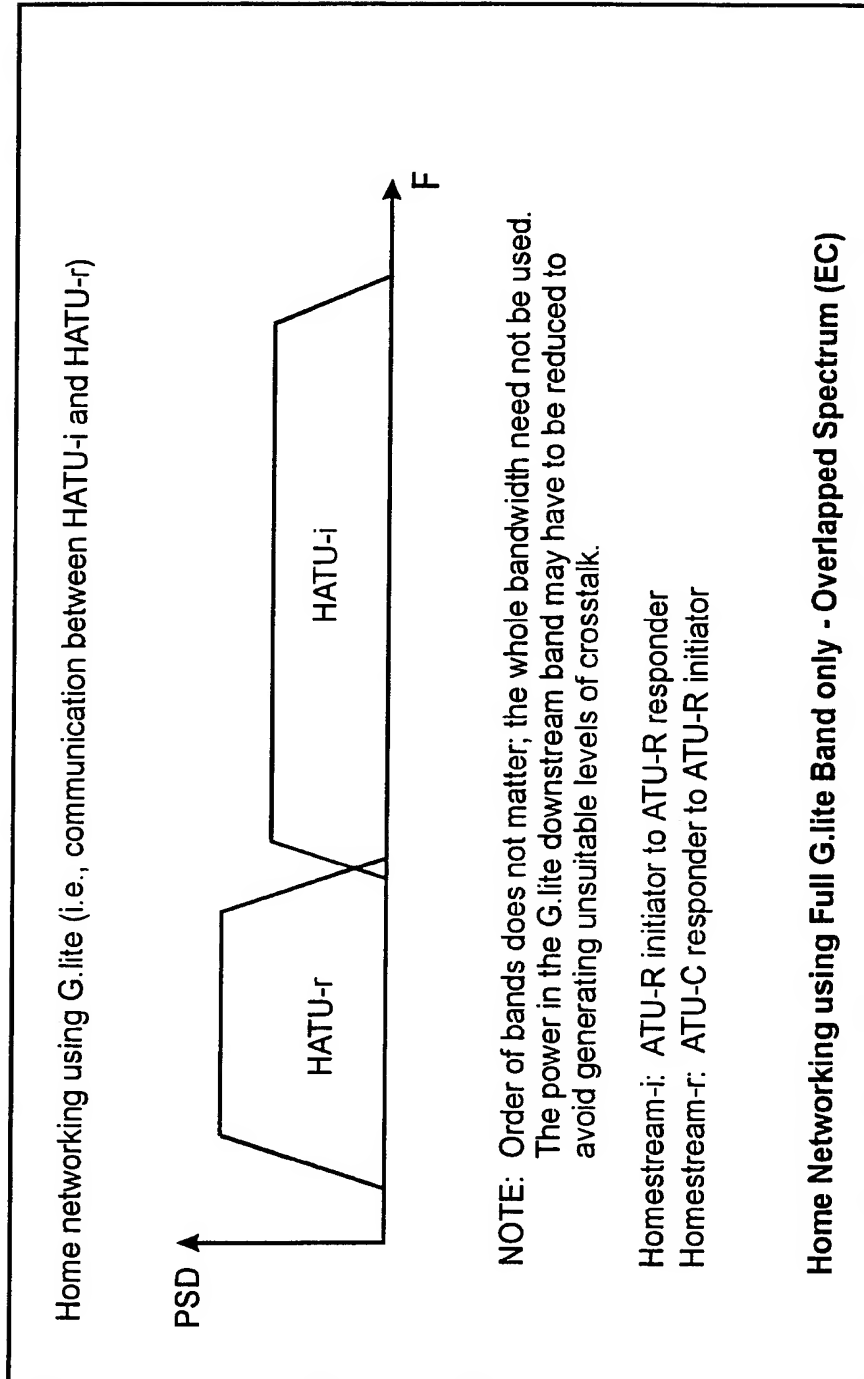 Home networking using G.lite (i.e., communication between HATU-i and HATU-r)
PSD
HATU-r
HATU-i
F
NOTE: Order of bands does not matter; the whole bandwidth need not be used.
The power in the G.lite downstream band may have to be reduced to
avoid generating unsuitable levels of crosstalk.
Homestream-i: ATU-R initiator to ATU-R responder
Homestream-r: ATU-C responder to ATU-R initiator
Home Networking using Full G.lite Band only - Overlapped Spectrum (EC)